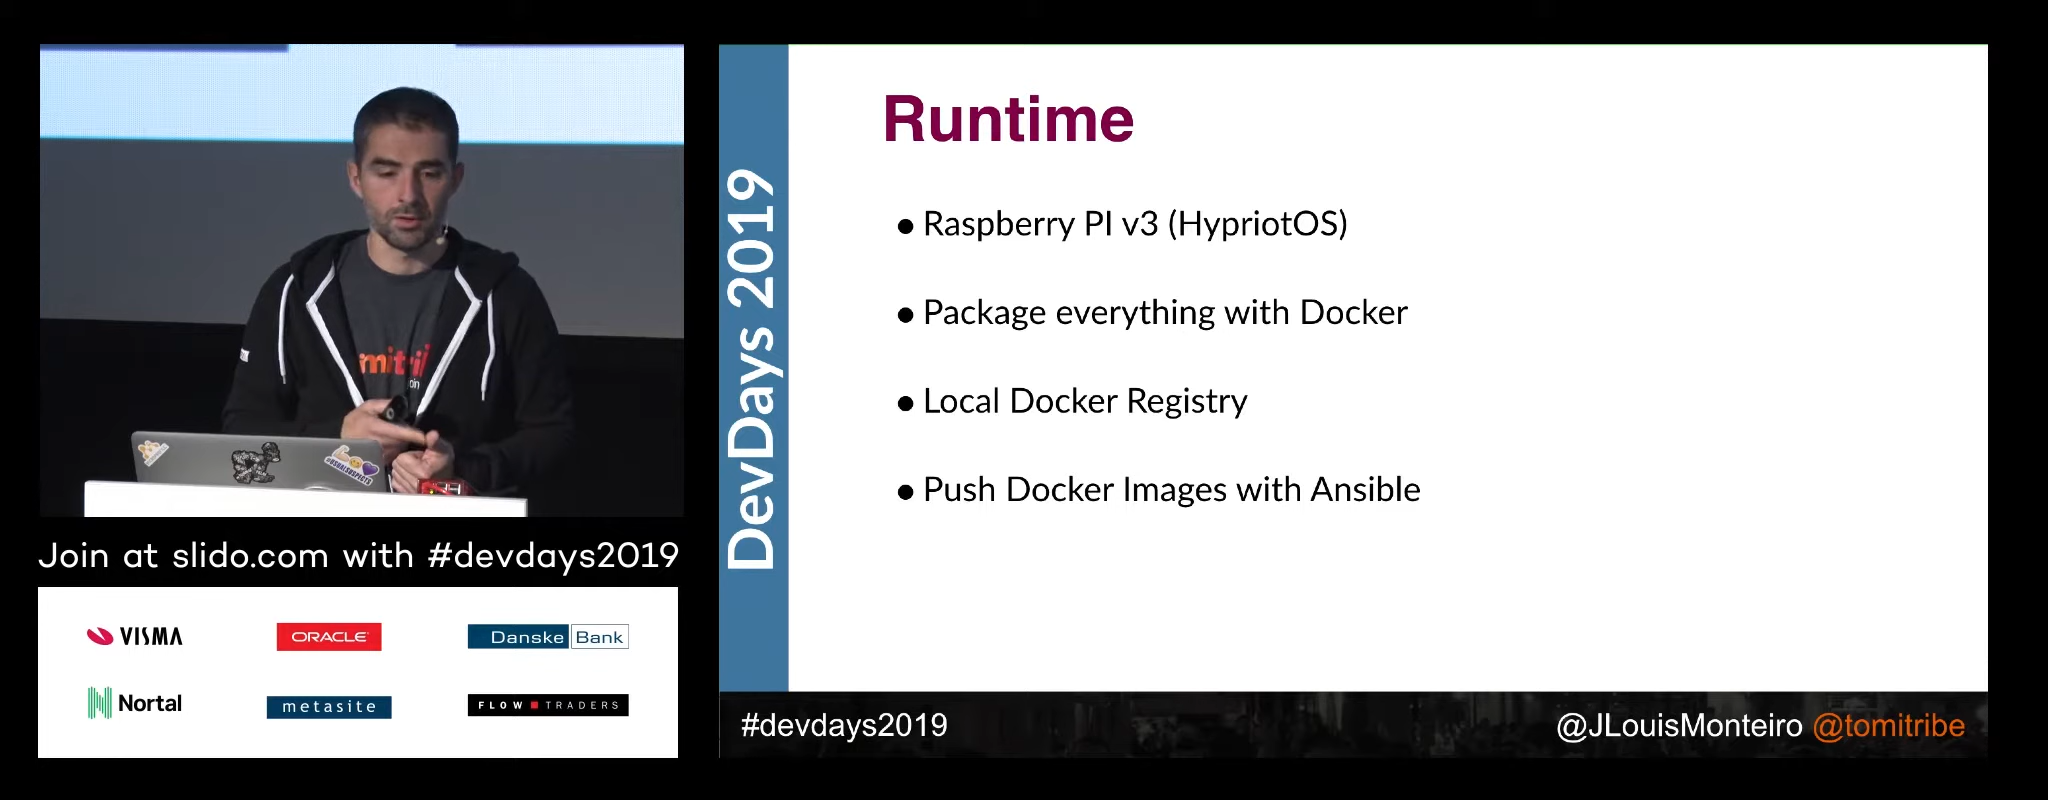 mitri
Join at slido.com with #devdays2019
VISMA
ORACLE
Danske Bank
Nortal
metasite
FLOW TRADERS
DevDays 2019
Runtime
● Raspberry PI v3 (HypriotOS)
● Package everything with Docker
● Local Docker Registry
● Push Docker Images with Ansible
#devdays2019
@JLouisMonteiro @tomitribe